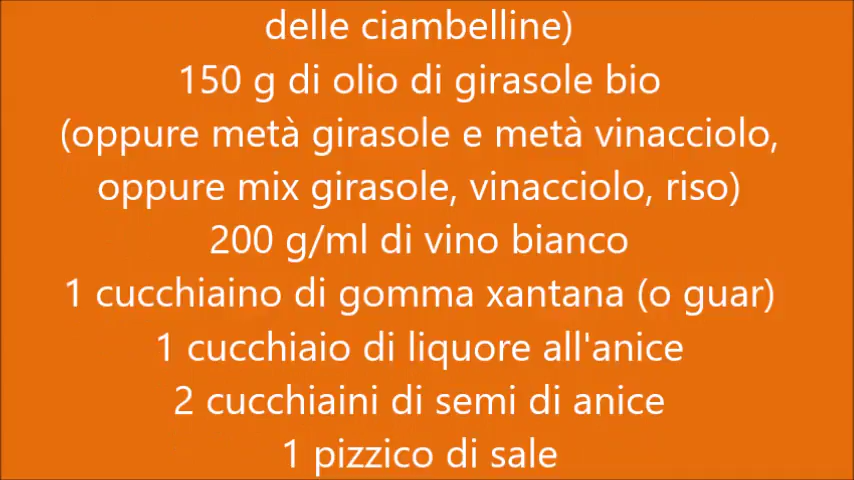 delle ciambelline)
150 g di olio di girasole bio
(oppure metà girasole e metà vinacciolo,
oppure mix girasole, vinacciolo, riso)
200 g/ml di vino bianco
1 cucchiaino di gomma xantana (o guar)
1 cucchiaio di liquore all'anice
2 cucchiaini di semi di anice
1 pizzico di sale